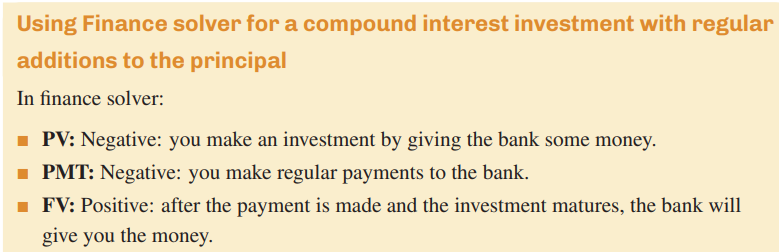 Using Finance solver for a compound interest investment with regular
additions to the principal
In finance solver:
■ PV: Negative: you make an investment by giving the bank some money.
■ PMT: Negative: you make regular payments to the bank.
■ FV: Positive: after the payment is made and the investment matures, the bank will
give you the money.